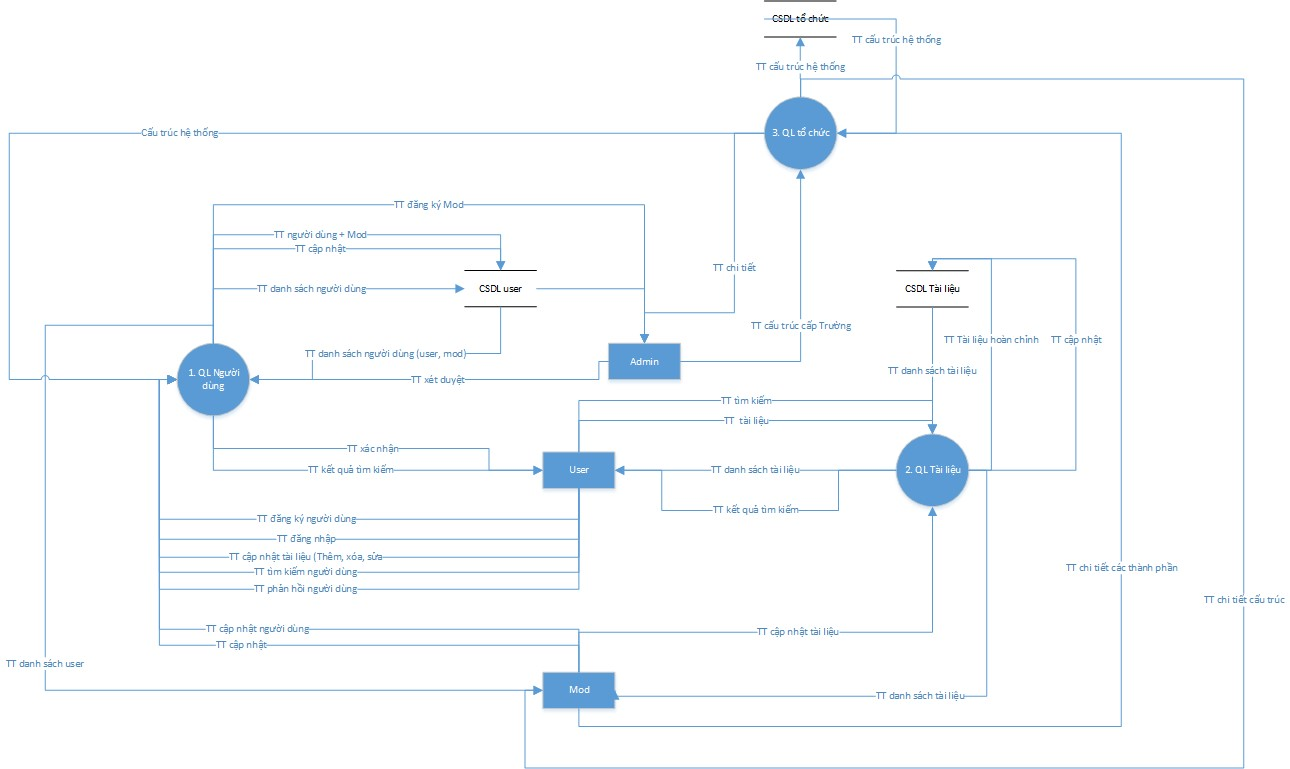 CSDL tổ chức
TT cấu trúc hệ thống
TT cấu trúc hệ thống
Cấu trúc hệ thống
3. QL tổ chức
TT đăng ký Mod
TT người dùng + Mod
TT cập nhật
TT chi tiết
TT danh sách người dùng
CSDL user
CSDL Tài liệu
TT cấu trúc cấp Trường
TT Tài liệu hoàn chỉnh
TT cập nhật
TT danh sách người dùng (user, mod)
Admin
TT danh sách tài liệu
1. QL Người
dùng
TT xét duyệt
TT tìm kiếm
TT tài liệu
TT xác nhận
TT kết quả tìm kiếm
User
TT danh sách tài liệu
2. QL Tài liệu
TT kết quả tìm kiếm
TT đăng ký người dùng
TT đăng nhập
TT cập nhật tài liệu (Thêm, xóa, sửa
TT tìm kiếm người dùng
TT chi tiết các thành phần
TT phản hồi người dùng
TT chi tiết cấu trúc
TT cập nhật người dùng
TT cập nhật tài liệu
TT cập nhật
TT danh sách user
Mod
TT danh sách tài liệu